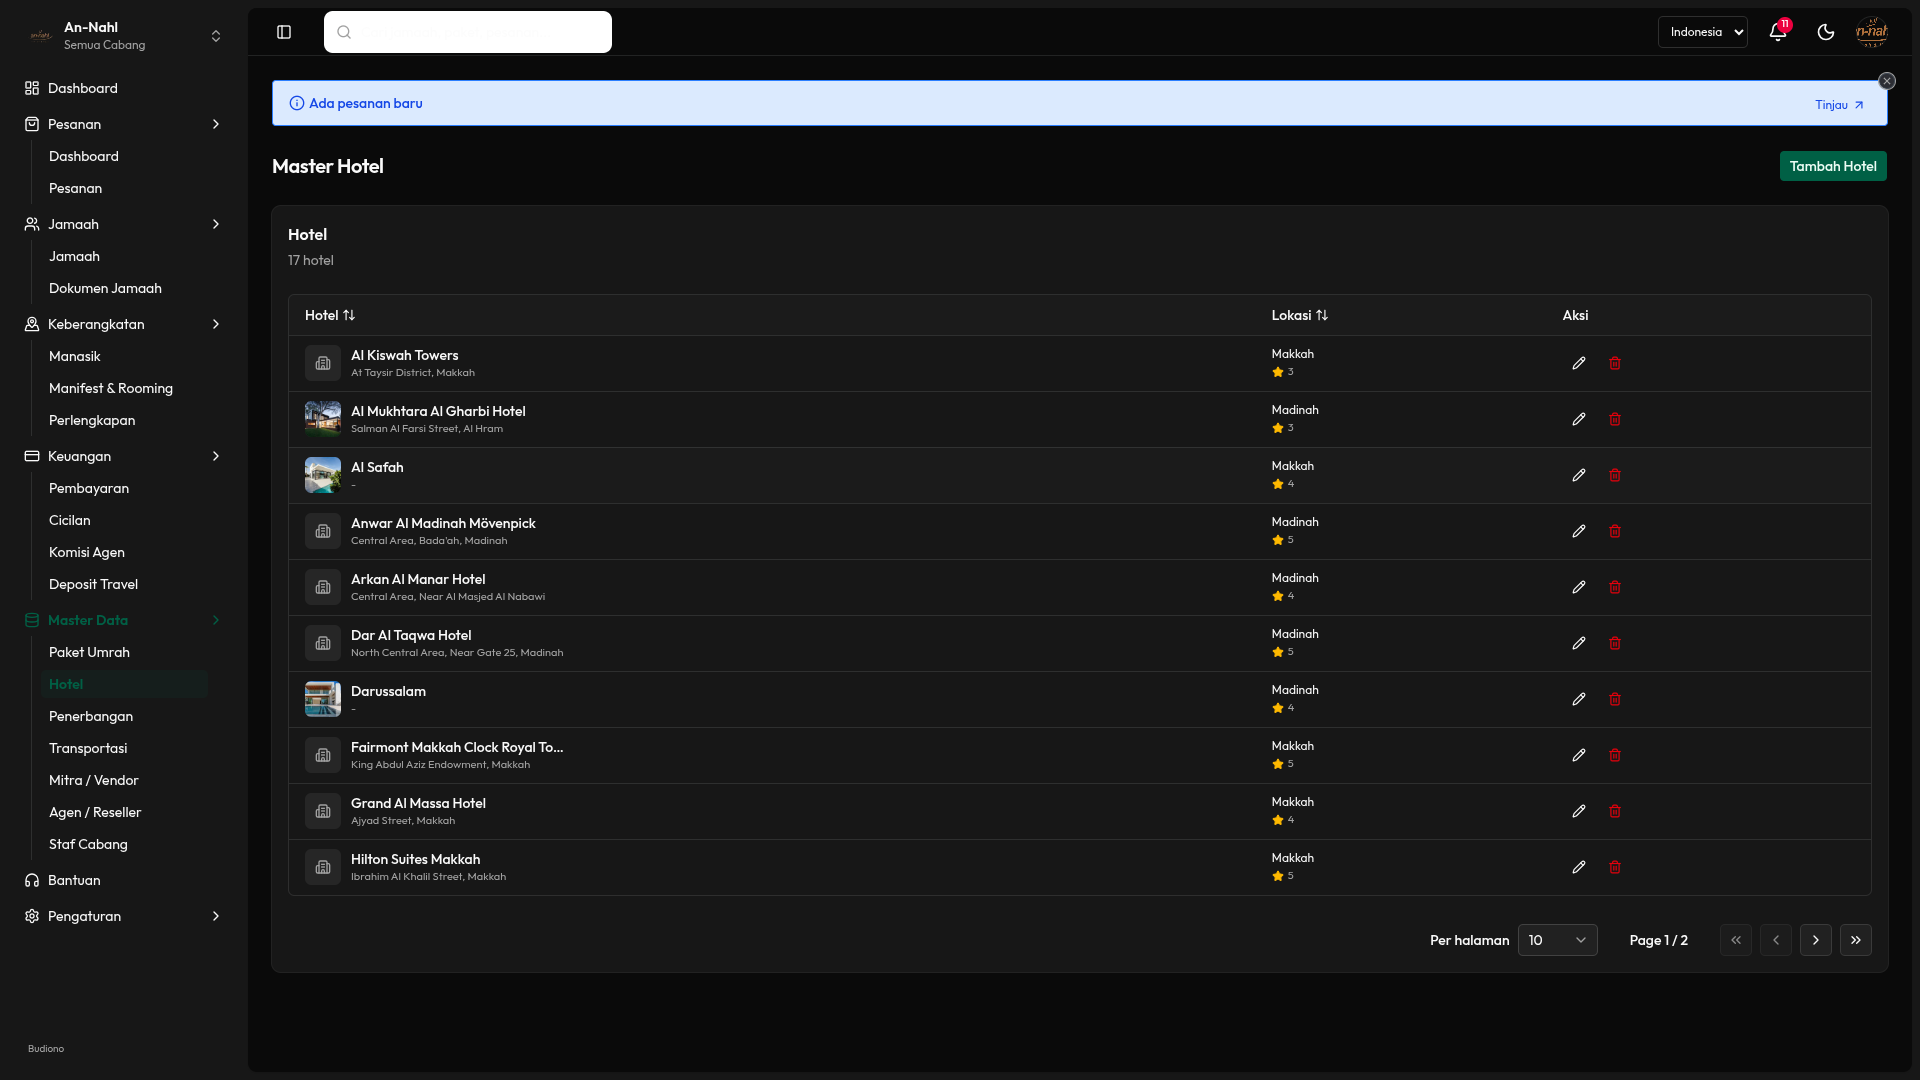 An-Nahl
Semua Cabang
Dashboard
Pesanan
Dashboard
Pesanan
Jamaah
Jamaah
Dokumen Jamaah
Keberangkatan
Manasik
Manifest & Rooming
Perlengkapan
Keuangan
Pembayaran
Cicilan
Komisi Agen
Deposit Travel
Master Data
Paket Umrah
Hotel
Penerbangan
Transportasi
Mitra / Vendor
Agen / Reseller
Staf Cabang
Bantuan
Pengaturan
Budiono
Indonesia
11
Ada pesanan baru
Tinjau
Master Hotel
Tambah Hotel
Hotel
17 hotel
Hotel Lokasi Aksi
Al Kiswah Towers Makkah
At Taysir District, Makkah 3
Al Mukhtara Al Gharbi Hotel Madinah
Salman Al Farsi Street, Al Hram 3
Al Safah Makkah
- 4
Anwar Al Madinah Mövenpick Madinah
Central Area, Bada'ah, Madinah 5
Arkan Al Manar Hotel Madinah
Central Area, Near Al Masjed Al Nabawi 4
Dar Al Taqwa Hotel Madinah
North Central Area, Near Gate 25, Madinah 5
Darussalam Madinah
- 4
Fairmont Makkah Clock Royal To... Makkah
King Abdul Aziz Endowment, Makkah 5
Grand Al Massa Hotel Makkah
Ajyad Street, Makkah 4
Hilton Suites Makkah Makkah
Ibrahim Al Khalil Street, Makkah 5
Per halaman 10 Page 1 / 2